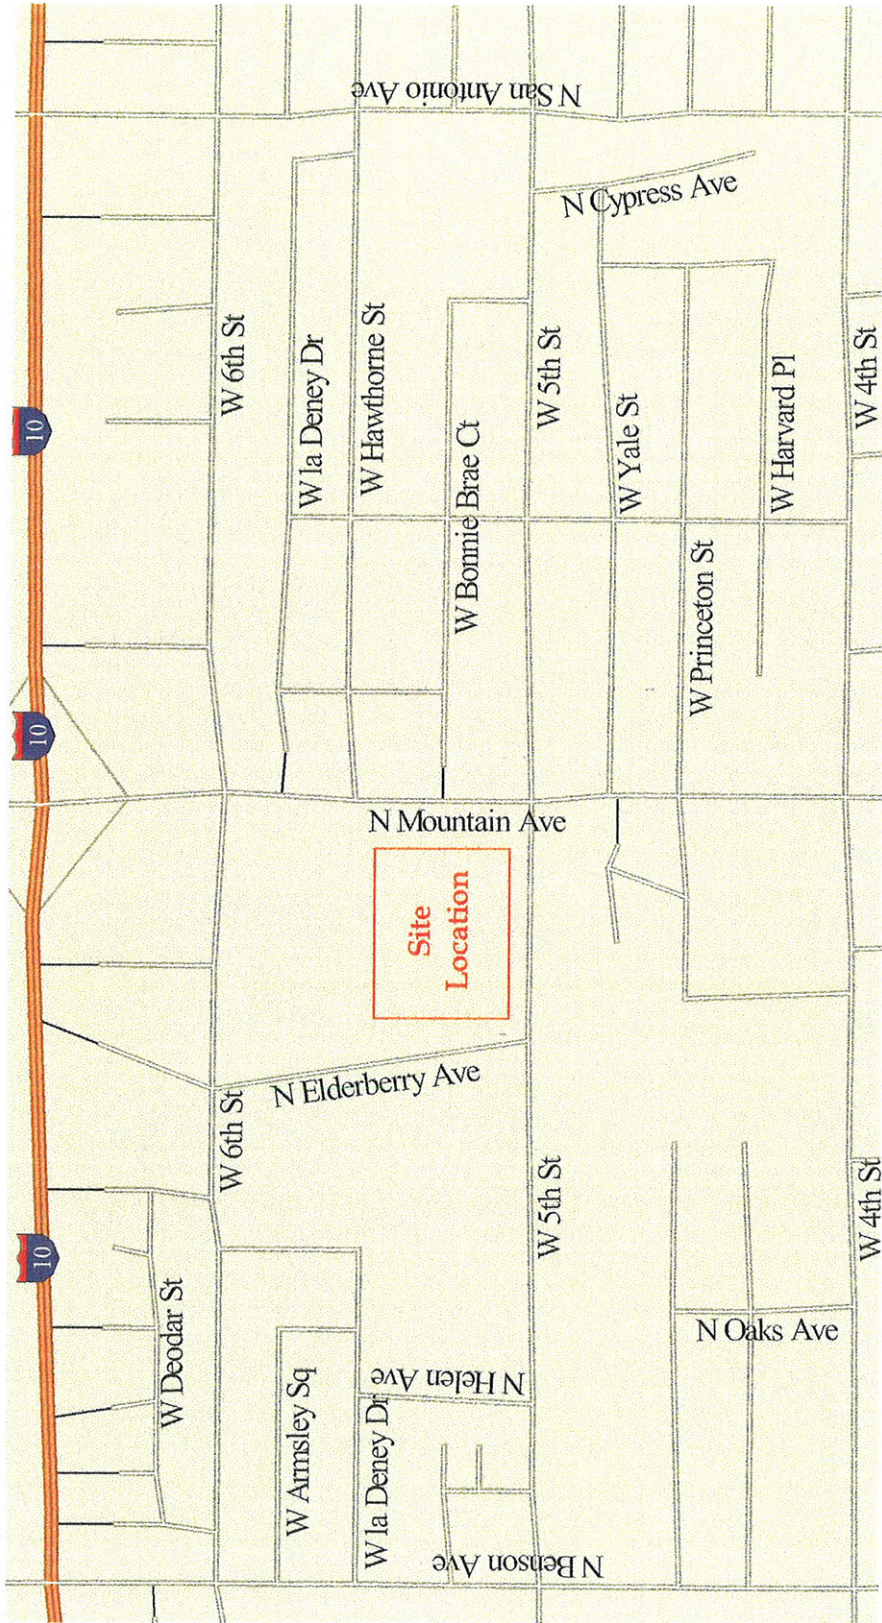 10
10
10
N San Antonio Ave
N Cypress Ave
W 6th St
W la Deney Dr
W Hawthorne St
W Bonnie Brae Ct
W 5th St
W Yale St
W Princeton St
W Harvard Pl
W 4th St
N Mountain Ave
Site
Location
N Elderberry Ave
W 6th St
W 5th St
W 4th St
W Deodar St
W Armsley Sq
W la Deney Dr
N Helen Ave
N Oaks Ave
N Benson Ave